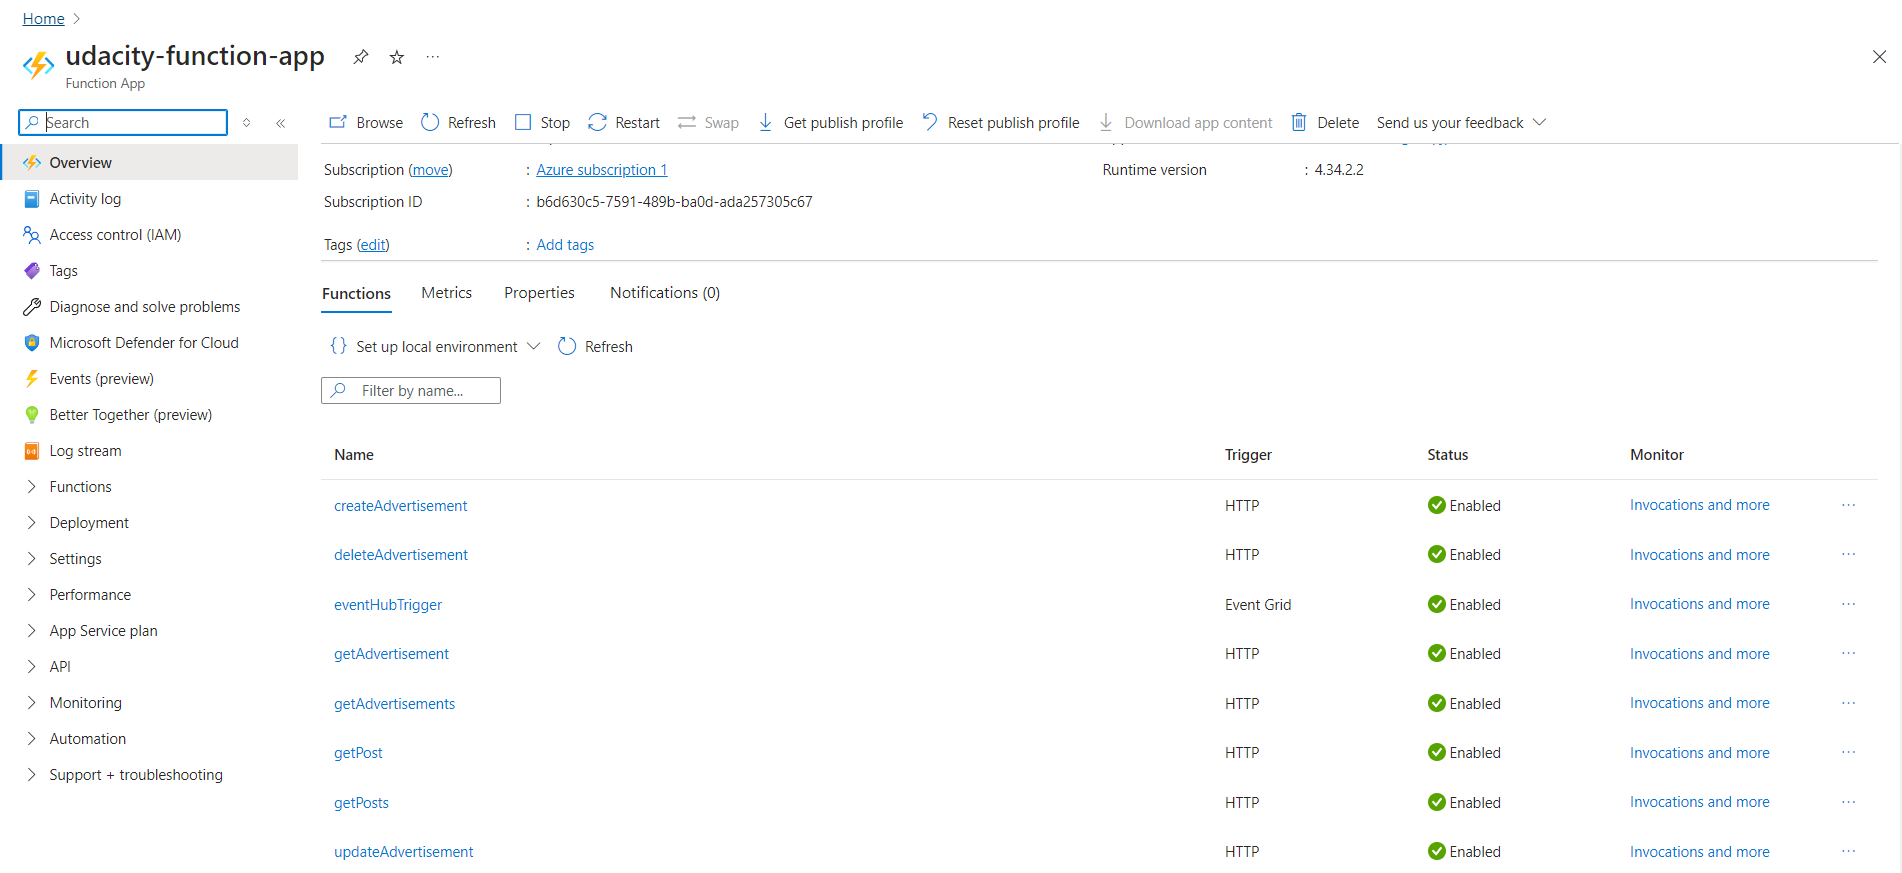 Home
udacity-function-app
Function App
Search
Browse Refresh Stop Restart Swap Get publish profile Reset publish profile Download app content Delete Send us your feedback
Overview
Activity log
Access control (IAM)
Tags
Diagnose and solve problems
Microsoft Defender for Cloud
Events (preview)
Better Together (preview)
Log stream
Functions
Deployment
Settings
Performance
App Service plan
API
Monitoring
Automation
Support + troubleshooting
Subscription (move) : Azure subscription 1 Runtime version : 4.34.2.2
Subscription ID : b6d630c5-7591-489b-ba0d-ada257305c67
Tags (edit) : Add tags
Functions Metrics Properties Notifications (0)
{} Set up local environment Refresh
Filter by name...
Name Trigger Status Monitor
createAdvertisement HTTP Enabled Invocations and more ...
deleteAdvertisement HTTP Enabled Invocations and more ...
eventHubTrigger Event Grid Enabled Invocations and more ...
getAdvertisement HTTP Enabled Invocations and more ...
getAdvertisements HTTP Enabled Invocations and more ...
getPost HTTP Enabled Invocations and more ...
getPosts HTTP Enabled Invocations and more ...
updateAdvertisement HTTP Enabled Invocations and more ...